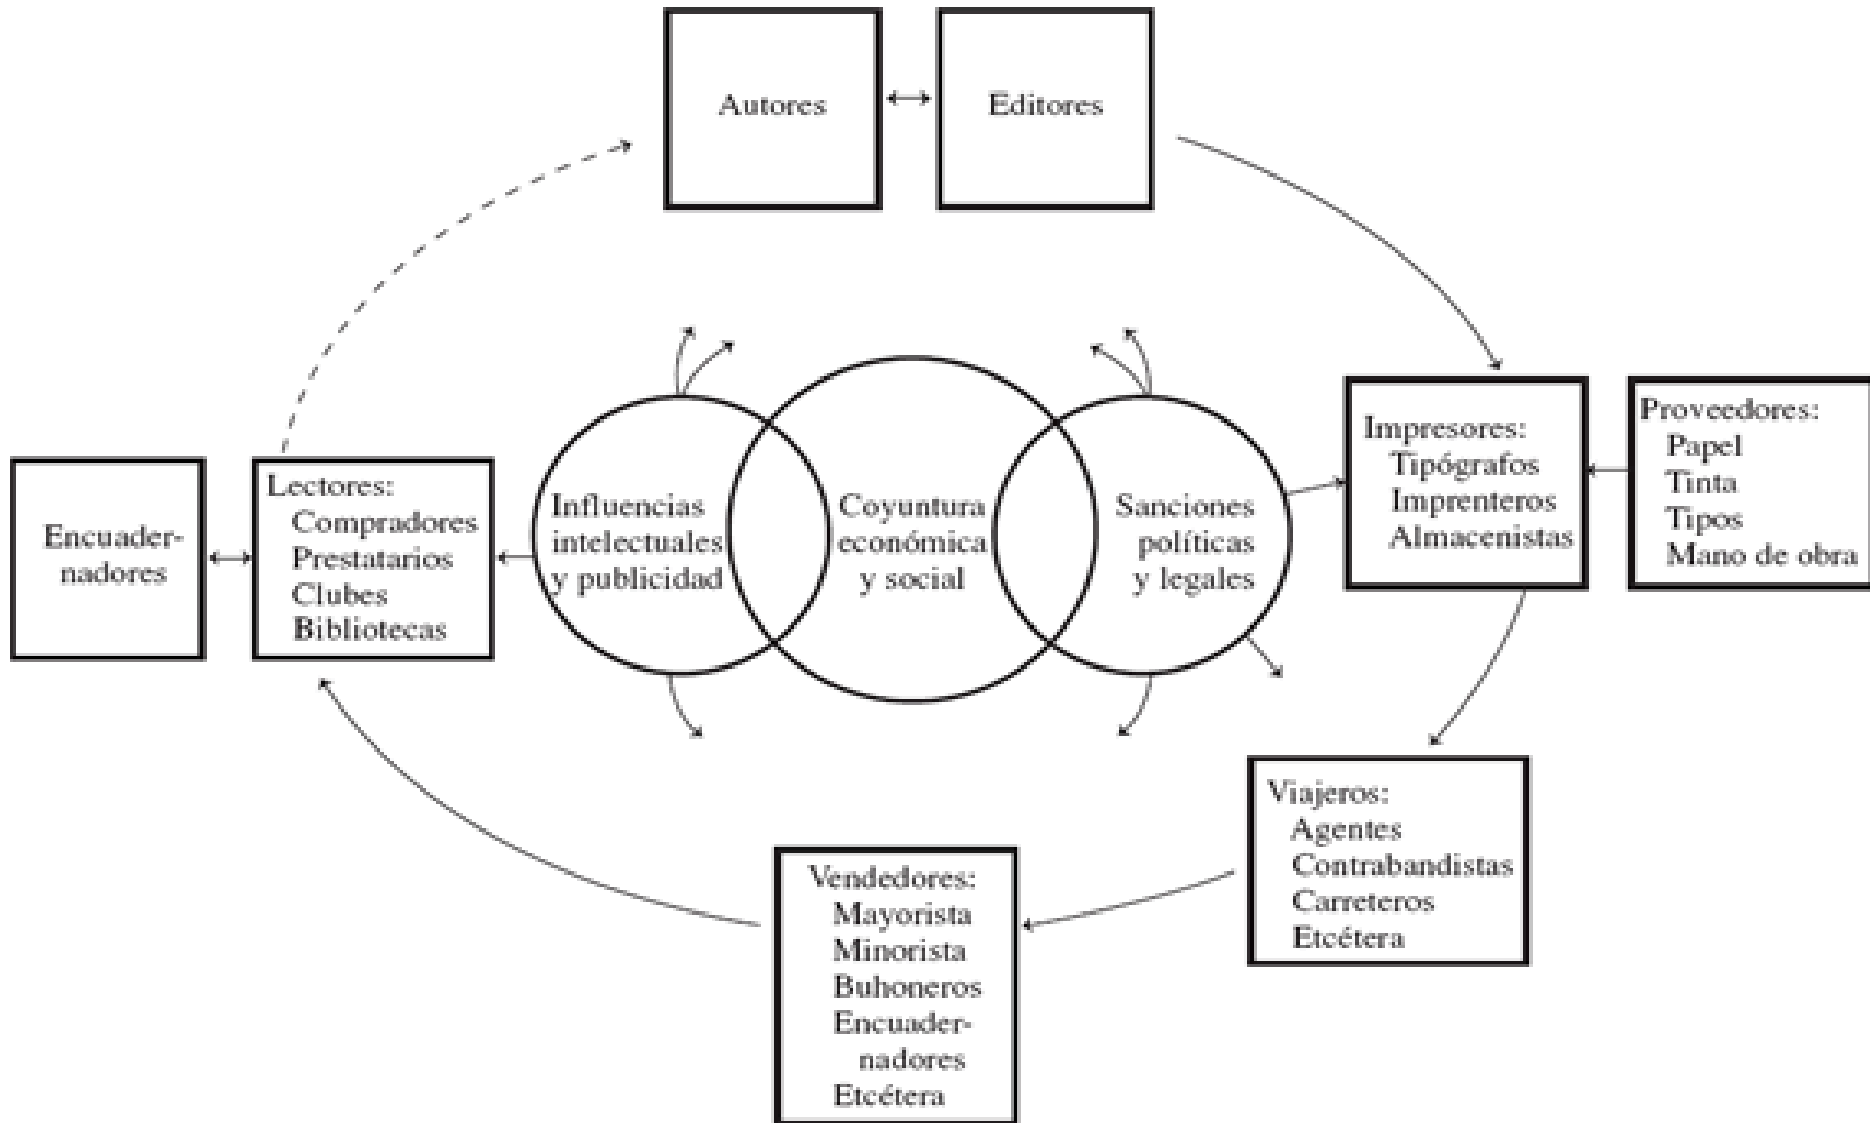 Autores
Editores
Impresores:
Tipógrafos
Imprenteros
Almacenistas
Proveedores:
Papel
Tinta
Tipos
Mano de obra
Encuader-
nadores
Lectores:
Compradores
Prestatarios
Clubes
Bibliotecas
Influencias
intelectuales
y publicidad
Coyuntura
económica
y social
Sanciones
políticas
y legales
Viajeros:
Agentes
Contrabandistas
Carreteros
Etcétera
Vendedores:
Mayorista
Minorista
Buhoneros
Encuader-
nadores
Etcétera